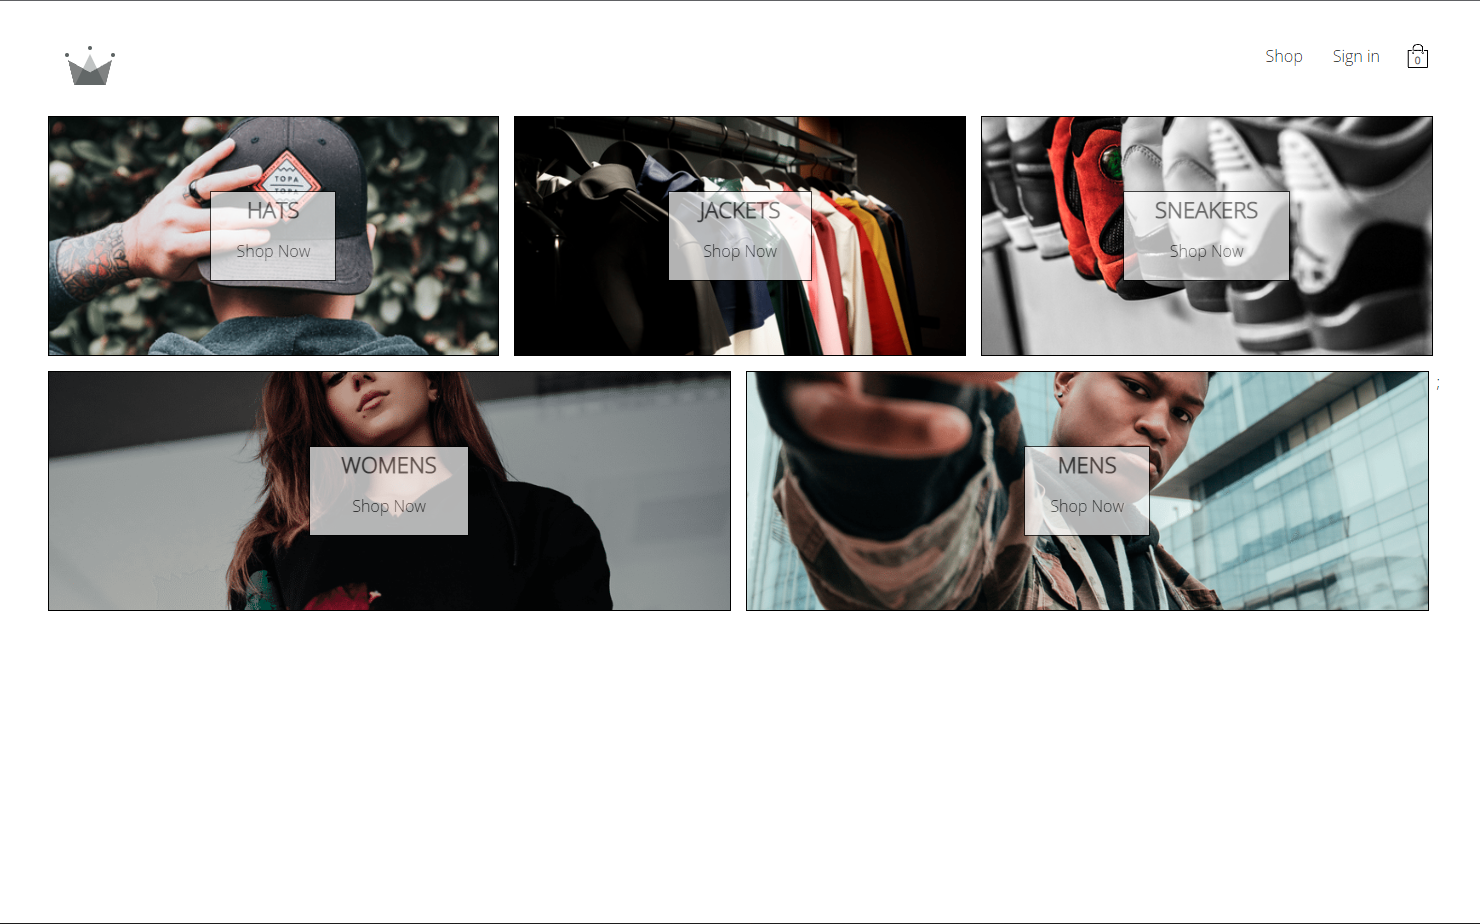 Shop Sign in 0
TOPA
TOPA
HATS
Shop Now
JACKETS
Shop Now
SNEAKERS
Shop Now
;
WOMENS
Shop Now
MENS
Shop Now